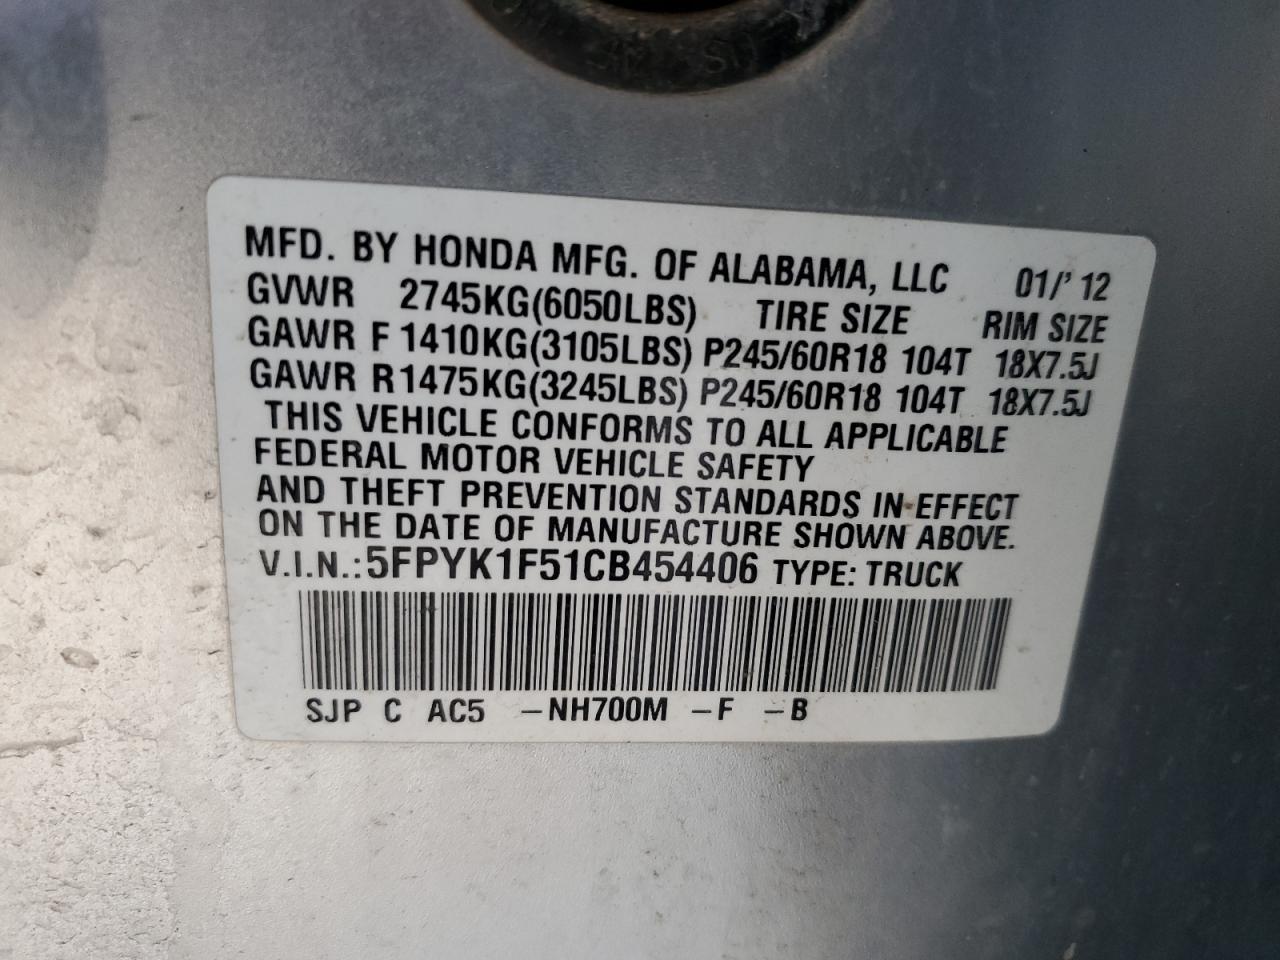 MFD. BY HONDA MFG. OF ALABAMA, LLC 01/'12
GVWR 2745KG(6050LBS) TIRE SIZE RIM SIZE
GAWR F 1410KG(3105LBS) P245/60R18 104T 18X7.5J
GAWR R1475KG(3245LBS) P245/60R18 104T 18X7.5J
THIS VEHICLE CONFORMS TO ALL APPLICABLE
FEDERAL MOTOR VEHICLE SAFETY
AND THEFT PREVENTION STANDARDS IN EFFECT
ON THE DATE OF MANUFACTURE SHOWN ABOVE.
V.I.N.:5FPYK1F51CB454406 TYPE: TRUCK
SJP C AC5 -NH700M -F -B